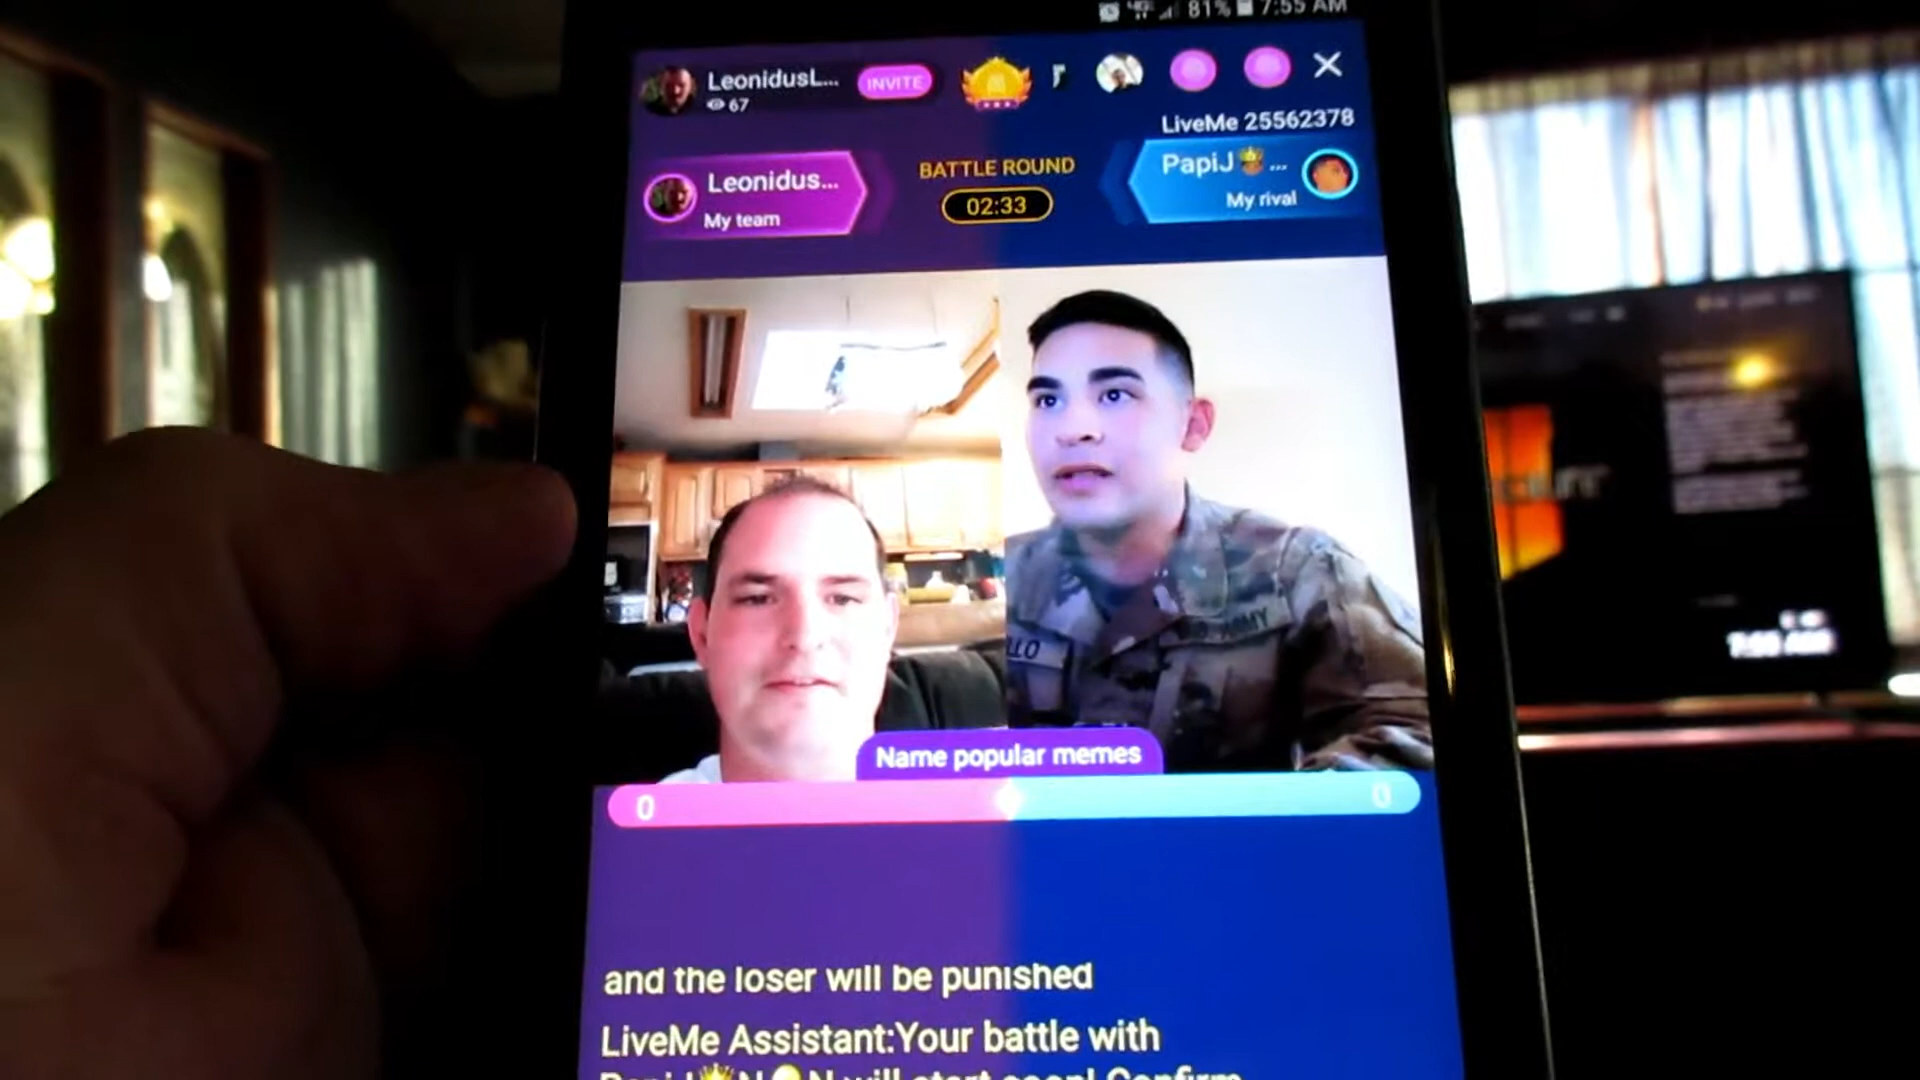 81% 7:55 AM
LeonidusL... INVITE
67
LiveMe 25562378
Leonidus...
My team
BATTLE ROUND
02:33
PapiJ👑...
My rival
ARMY
LLO
Name popular memes
0 0
and the loser will be punished
LiveMe Assistant:Your battle with